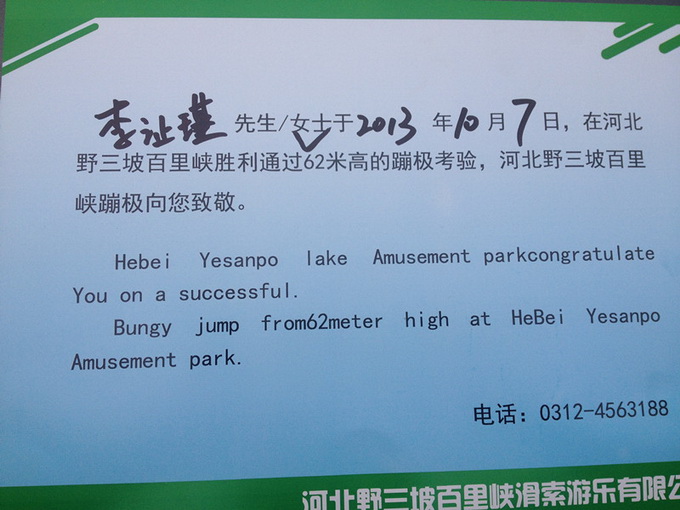 李沚瑾 先生/女士于 2013 年 10 月 7 日，在河北
野三坡百里峡胜利通过62米高的蹦极考验，河北野三坡百里
峡蹦极向您致敬。
Hebei Yesanpo lake Amusement parkcongratulate
You on a successful.
Bungy jump from62meter high at HeBei Yesanpo
Amusement park.
电话：0312-4563188
河北野三坡百里峡滑索游乐有限公